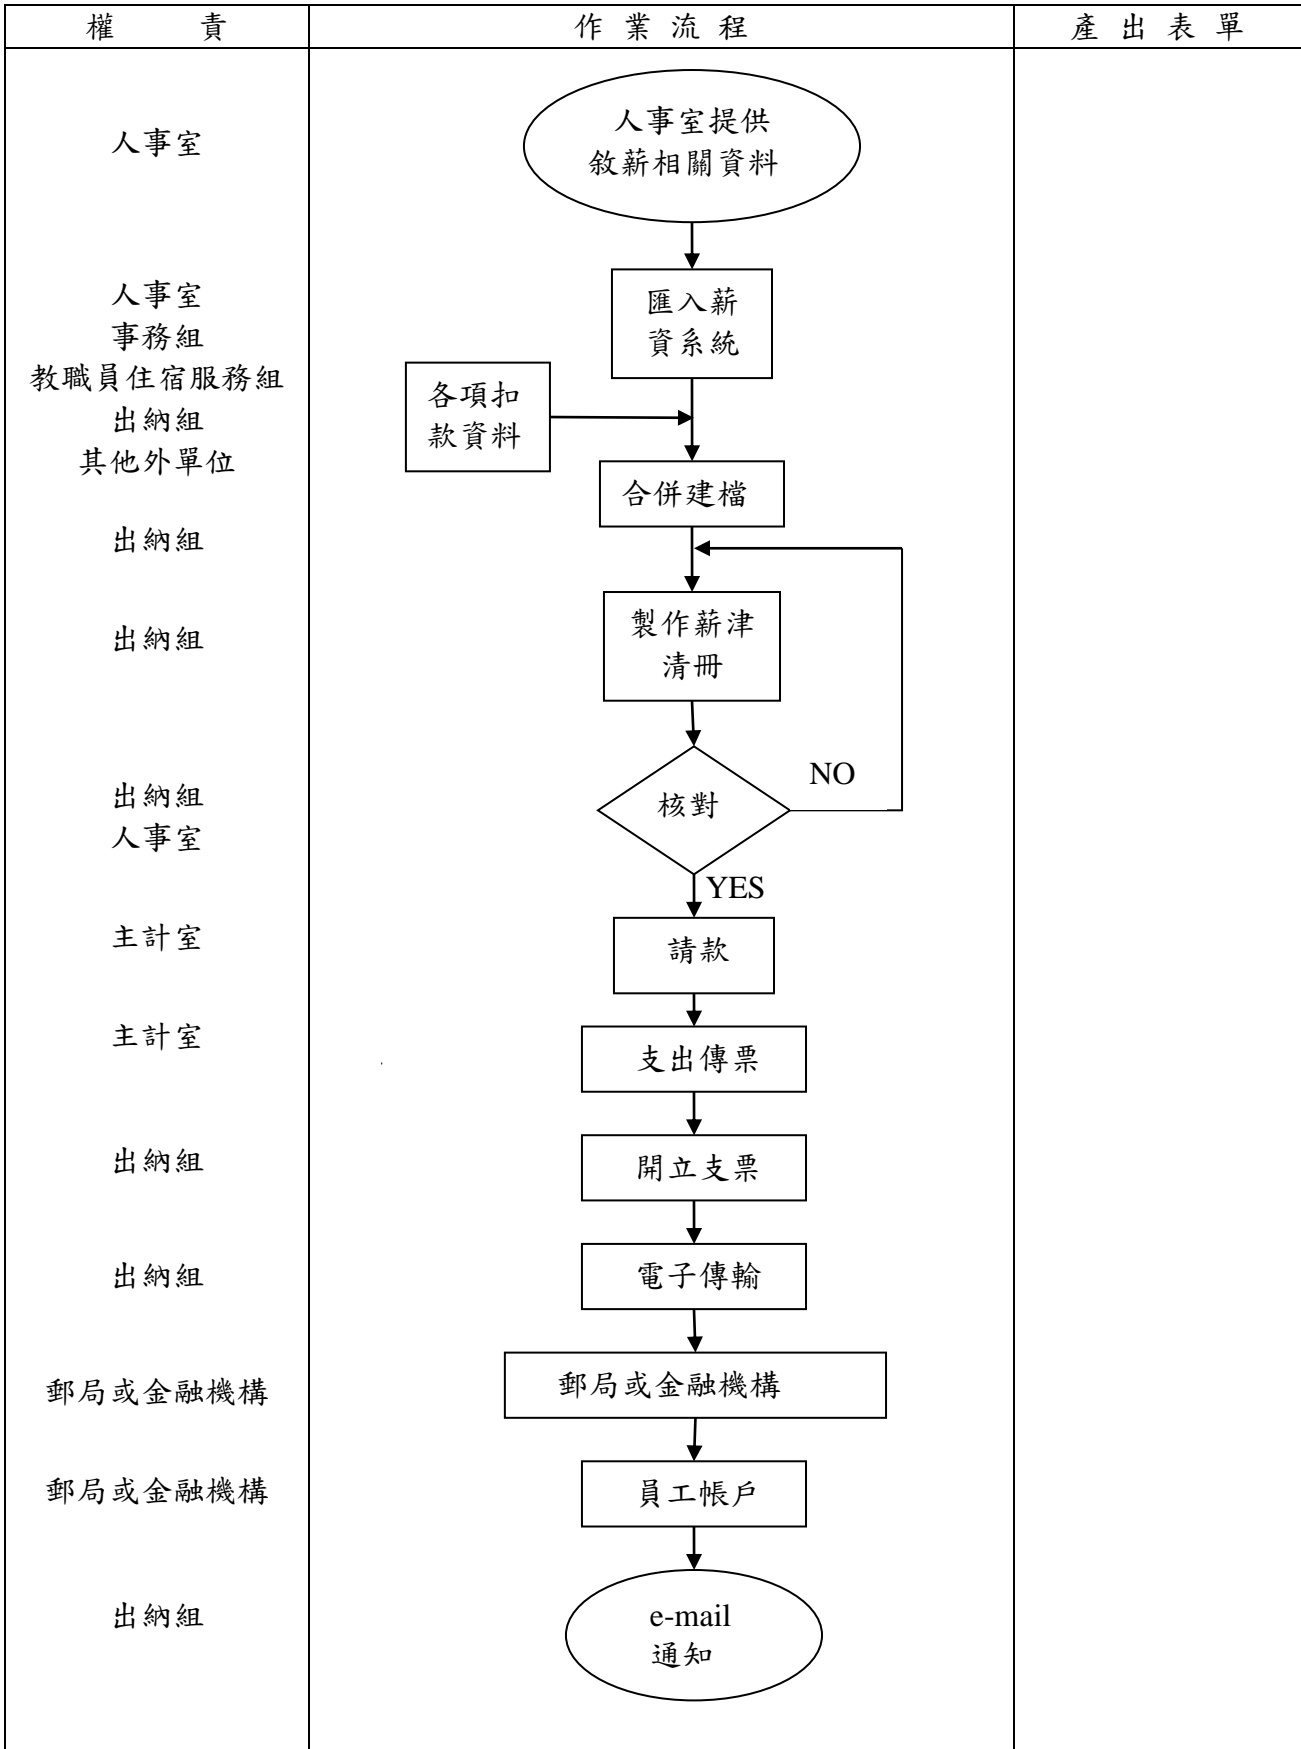 權　　責
作 業 流 程
產 出 表 單
人事室
人事室提供
敘薪相關資料
人事室
事務組
教職員住宿服務組
出納組
其他外單位
匯入薪
資系統
各項扣
款資料
合併建檔
出納組
出納組
製作薪津
清冊
出納組
人事室
核對
NO
YES
主計室
請款
主計室
支出傳票
出納組
開立支票
出納組
電子傳輸
郵局或金融機構
郵局或金融機構
郵局或金融機構
員工帳戶
出納組
e-mail
通知